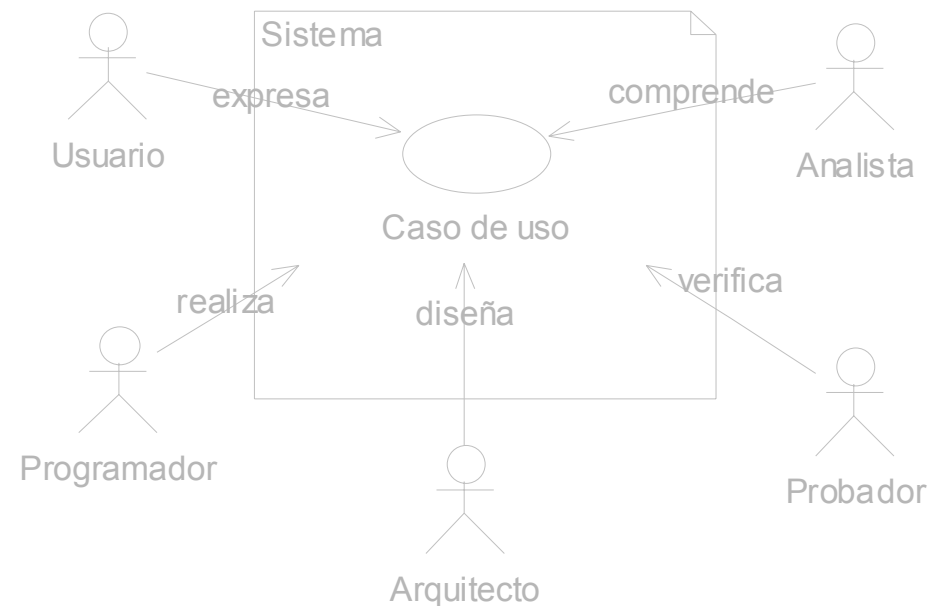 Sistema
expresa
comprende
Usuario
Analista
Caso de uso
realiza
diseña
verifica
Programador
Probador
Arquitecto